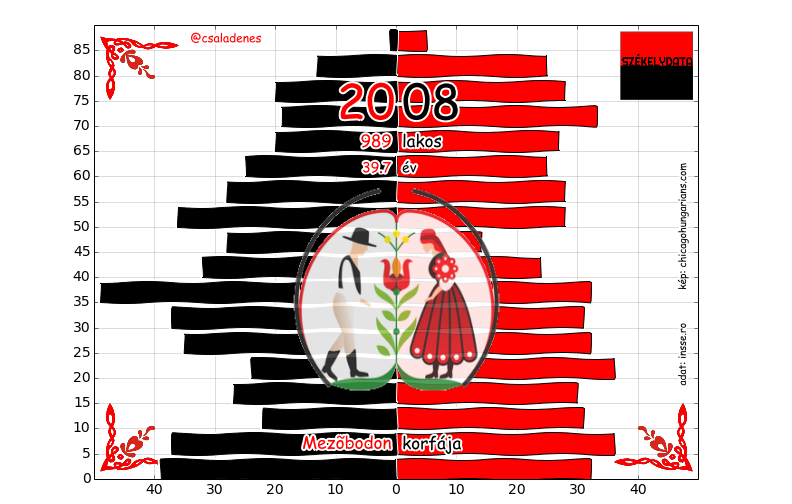 @csaladenes
SZÉKELYDATA
2008
989 lakos
39.7 év
kép: chicagohungarians.com
adat: insse.ro
Mezőbodon korfája
85
80
75
70
65
60
55
50
45
40
35
30
25
20
15
10
5
0
40 30 20 10 0 10 20 30 40